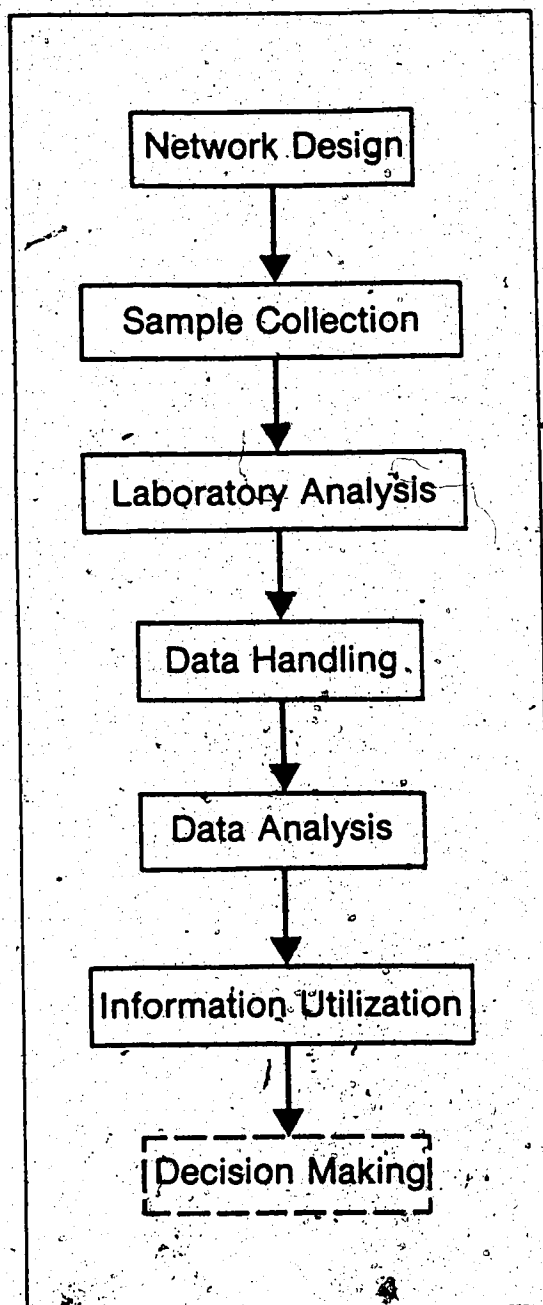 Network Design
Sample Collection
Laboratory Analysis
Data Handling
Data Analysis
Information Utilization
Decision Making